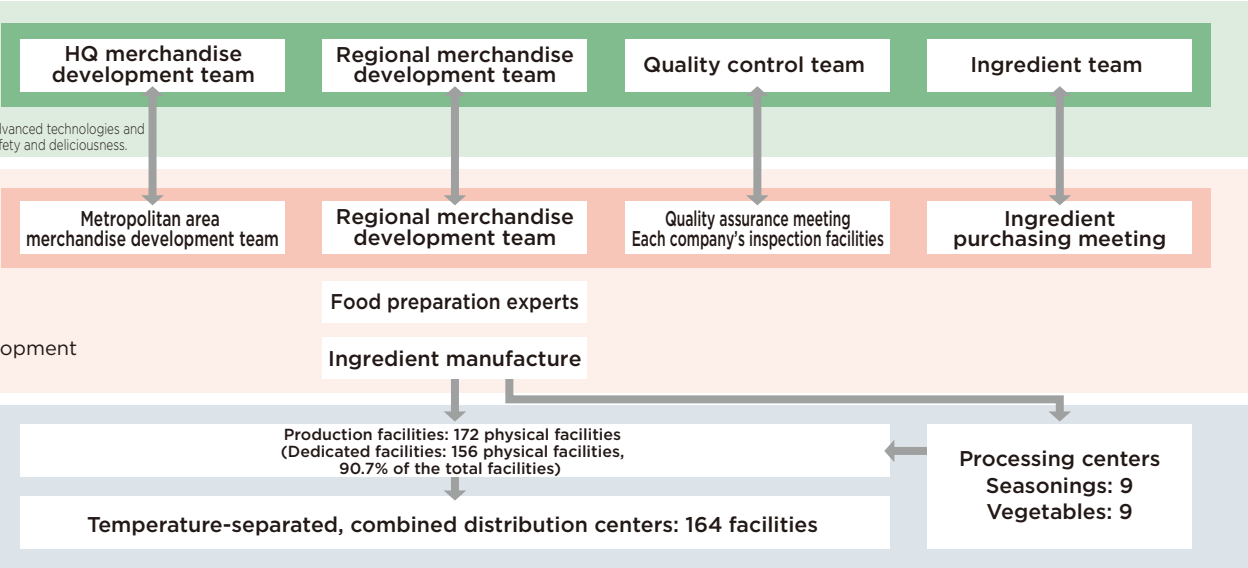 HQ merchandise
development team
Regional merchandise
development team
Quality control team
Ingredient team
technologies and
and deliciousness.
Metropolitan area
merchandise development team
Regional merchandise
development team
Quality assurance meeting
Each company's inspection facilities
Ingredient
purchasing meeting
Food preparation experts
Ingredient manufacture
Production facilities: 172 physical facilities
(Dedicated facilities: 156 physical facilities,
90.7% of the total facilities)
Processing centers
Seasonings: 9
Vegetables: 9
Temperature-separated, combined distribution centers: 164 facilities